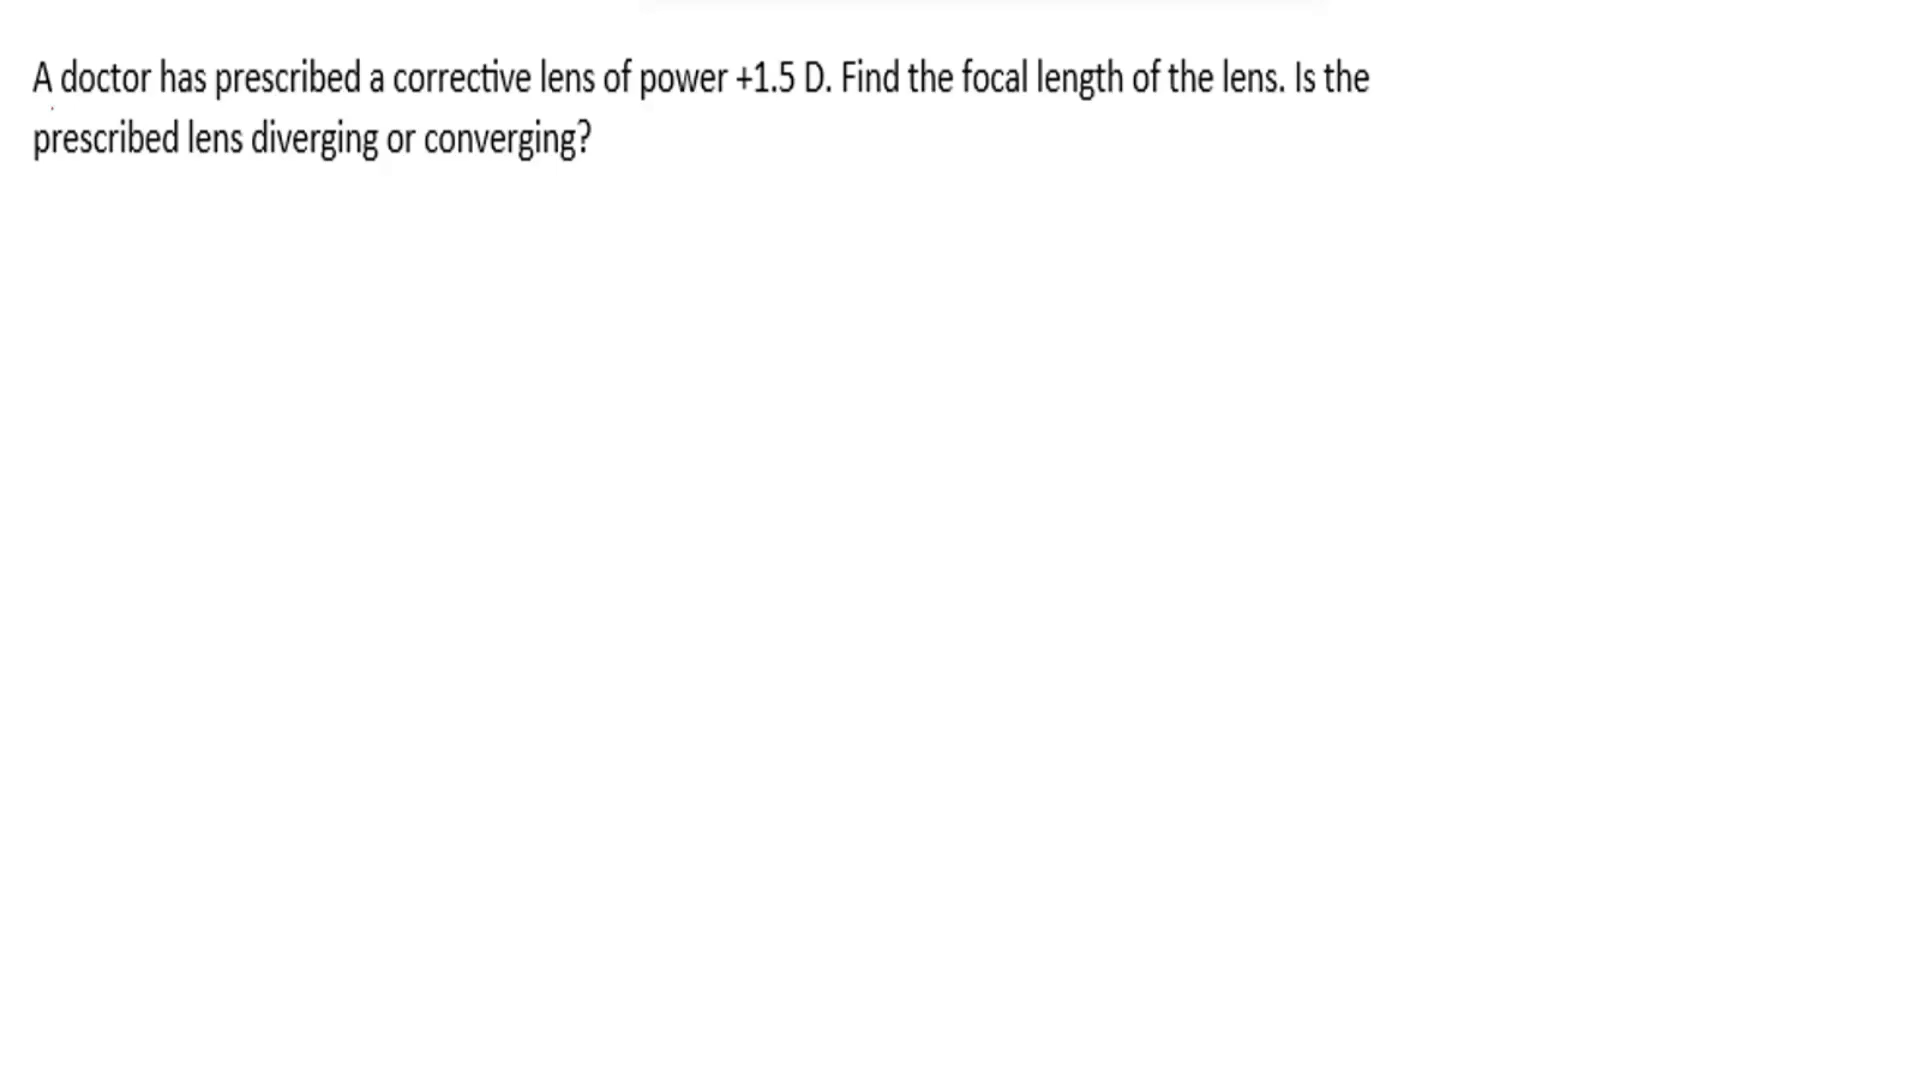 A doctor has prescribed a corrective lens of power +1.5 D. Find the focal length of the lens. Is the
prescribed lens diverging or converging?